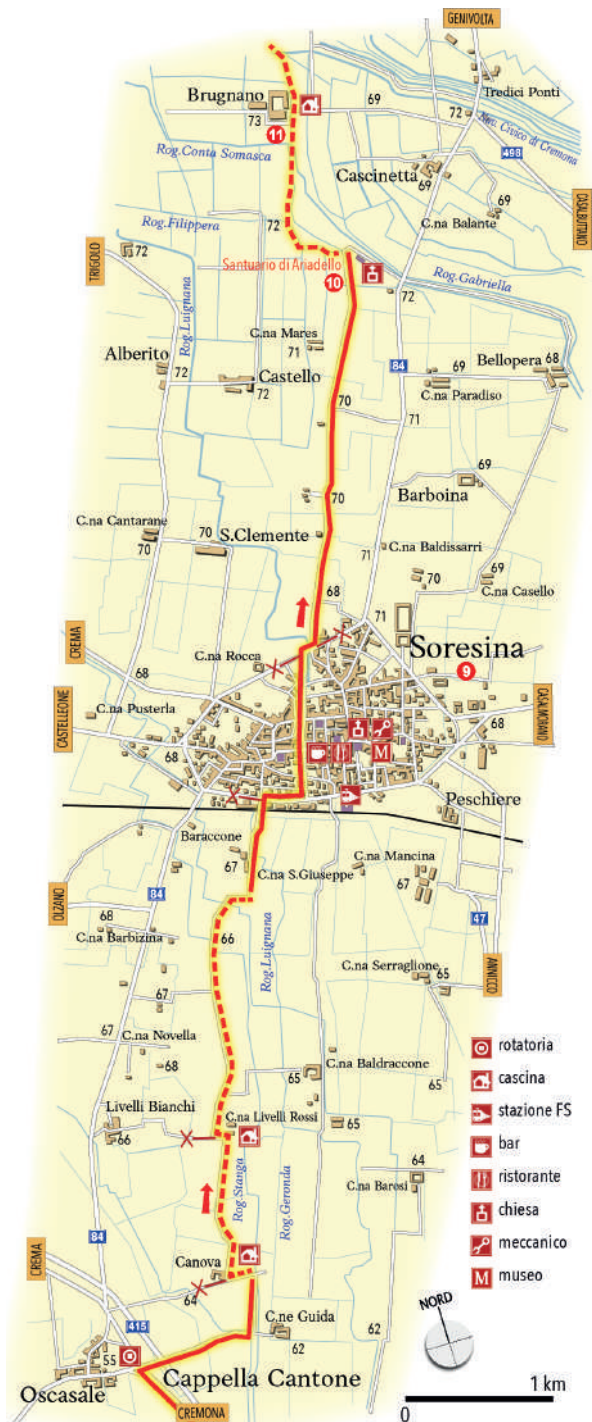 GENIVOLTA
Tredici Ponti
Brugnano
73
11
69
72
Nav. Civico di Cremona
498
Rog.Conta Somasca
Cascinetta
69
69
CASALBUTTANO
C.na Balante
72
Rog.Filippera
72
TRIGOLO
Santuario di Ariadello
10
Rog.Gabriella
72
Rog.Luignana
C.na Mares
71
Alberito
72
Castello
72
84
69
Bellopera
68
C.na Paradiso
70
71
69
Barboina
70
C.na Cantarane
70
70
S.Clemente
71
C.na Baldissarri
70
69
C.na Casello
68
71
CREMA
C.na Rocca
Soresina
9
68
C.na Pusterla
CASTELLEONE
CASALMORANO
68
68
M
Peschiere
Baraccone
67
C.na S.Giuseppe
C.na Mancina
67
OLZANO
84
68
C.na Barbizina
66
Rog.Luignana
47
ANNICCO
C.na Serraglione
65
67
67
C.na Novella
68
65
C.na Baldraccone
65
rotatoria
cascina
stazione FS
bar
ristorante
chiesa
meccanico
M museo
Livelli Bianchi
66
C.na Livelli Rossi
65
64
C.na Barosi
Rog.Stanga
Rog.Geronda
84
CREMA
Canova
64
415
C.ne Guida
62
62
NORD
55
Oscasale
Cappella Cantone
CREMONA
1 km
0